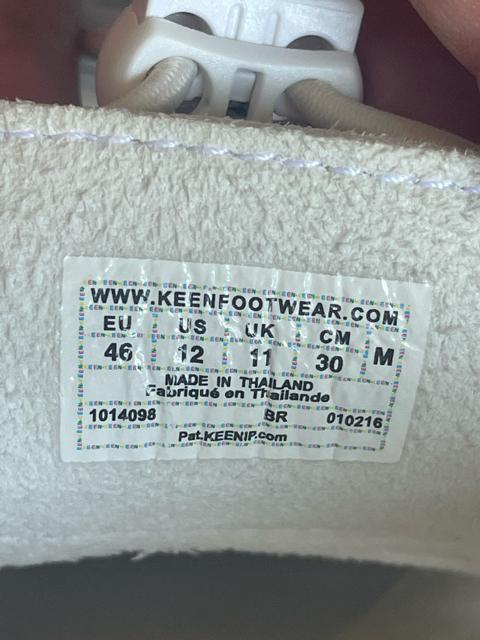 WWW.KEENFOOTWEAR.COM
EU US UK CM M
46 12 11 30
MADE IN THAILAND
Fabriqué en Thaïlande
1014098 BR 010216
Pat.KEENIP.com